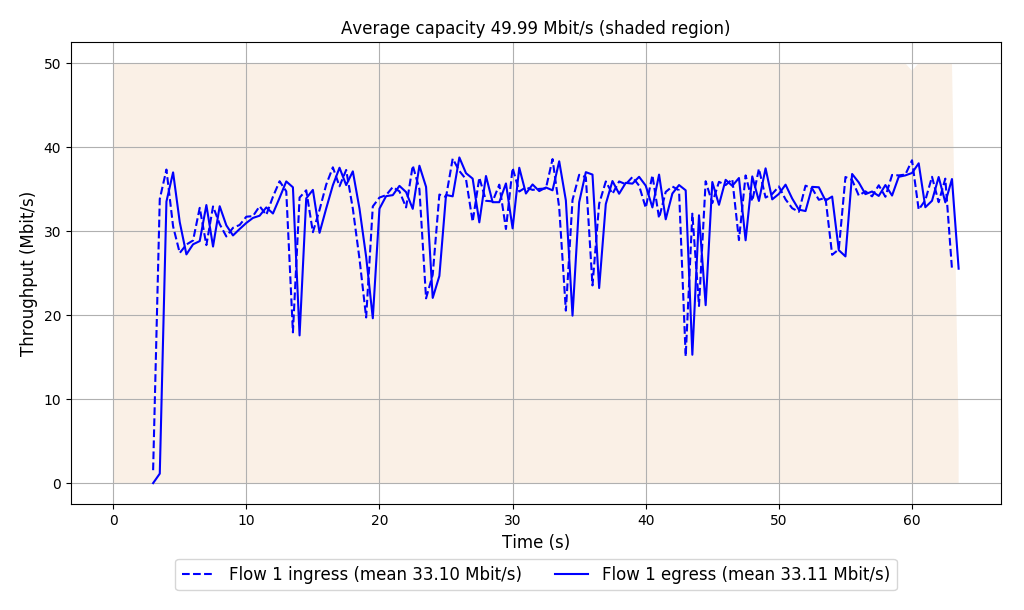 Average capacity 49.99 Mbit/s (shaded region)
50
40
30
20
10
0
Throughput (Mbit/s)
0 10 20 30 40 50 60
Time (s)
Flow 1 ingress (mean 33.10 Mbit/s) Flow 1 egress (mean 33.11 Mbit/s)